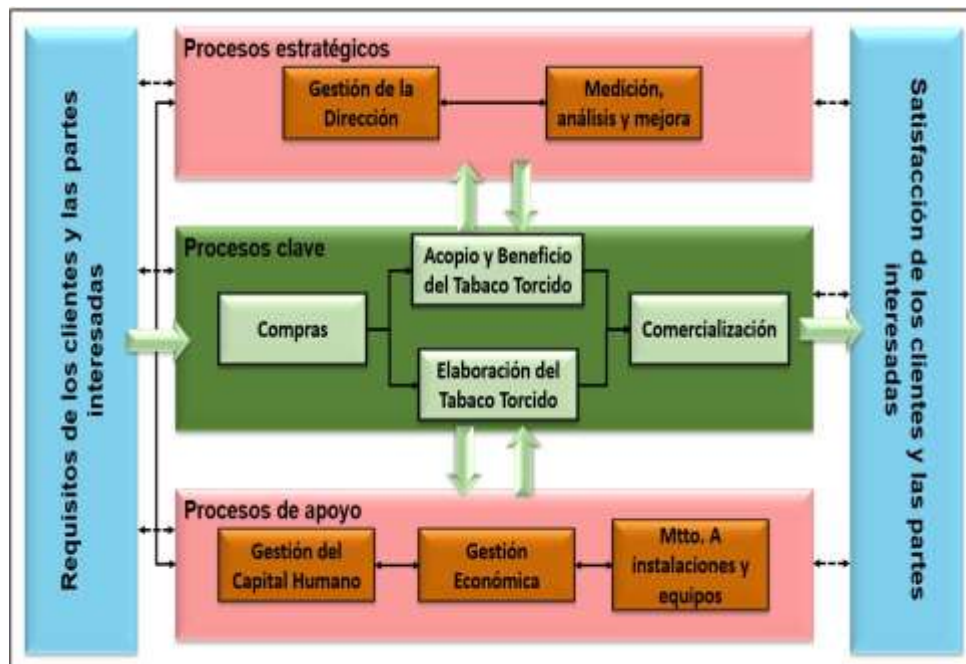 Requisitos de los clientes y las partes
interesadas
Procesos estratégicos
Gestión de la
Dirección
Medición,
análisis y mejora
Procesos clave
Compras
Acopio y Beneficio
del Tabaco Torcido
Elaboración del
Tabaco Torcido
Comercialización
Procesos de apoyo
Gestión del
Capital Humano
Gestión
Económica
Mtto. A
instalaciones y
equipos
Satisfacción de los clientes y las partes
interesadas